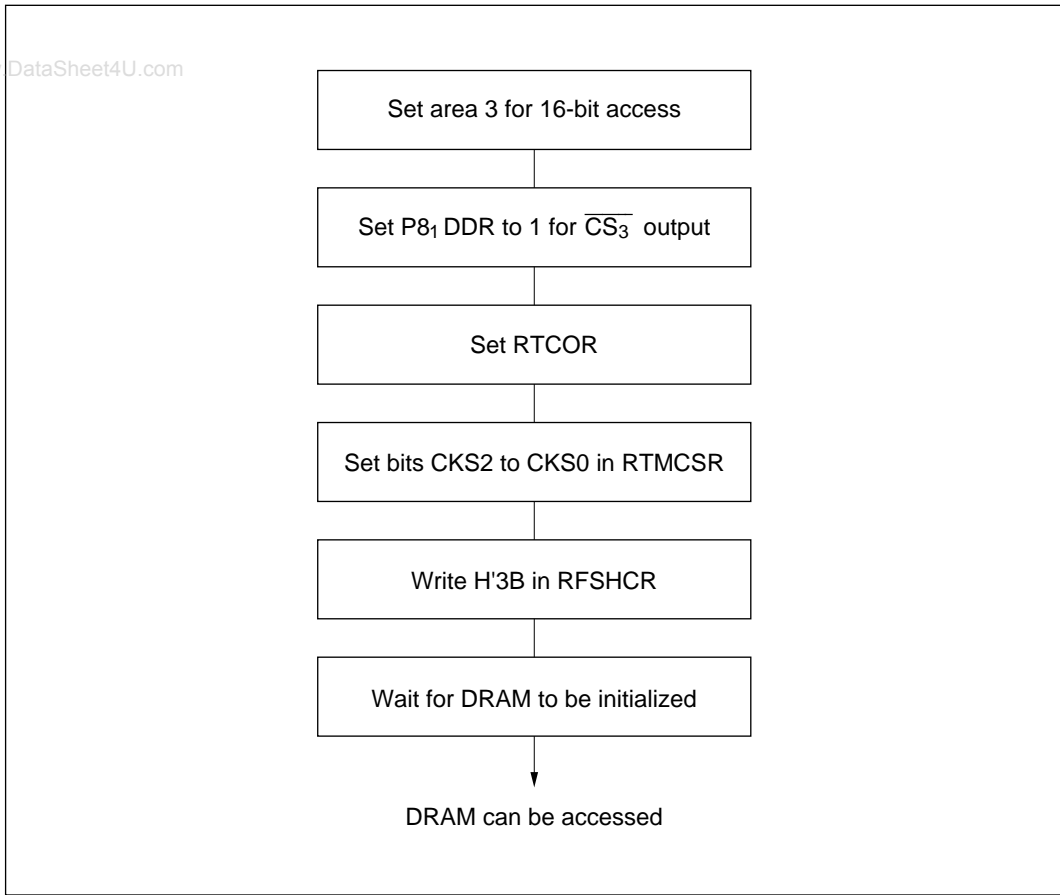 DataSheet4U.com
Set area 3 for 16-bit access
Set P8₁ DDR to 1 for C̅S̅₃̅ output
Set RTCOR
Set bits CKS2 to CKS0 in RTMCSR
Write H'3B in RFSHCR
Wait for DRAM to be initialized
DRAM can be accessed